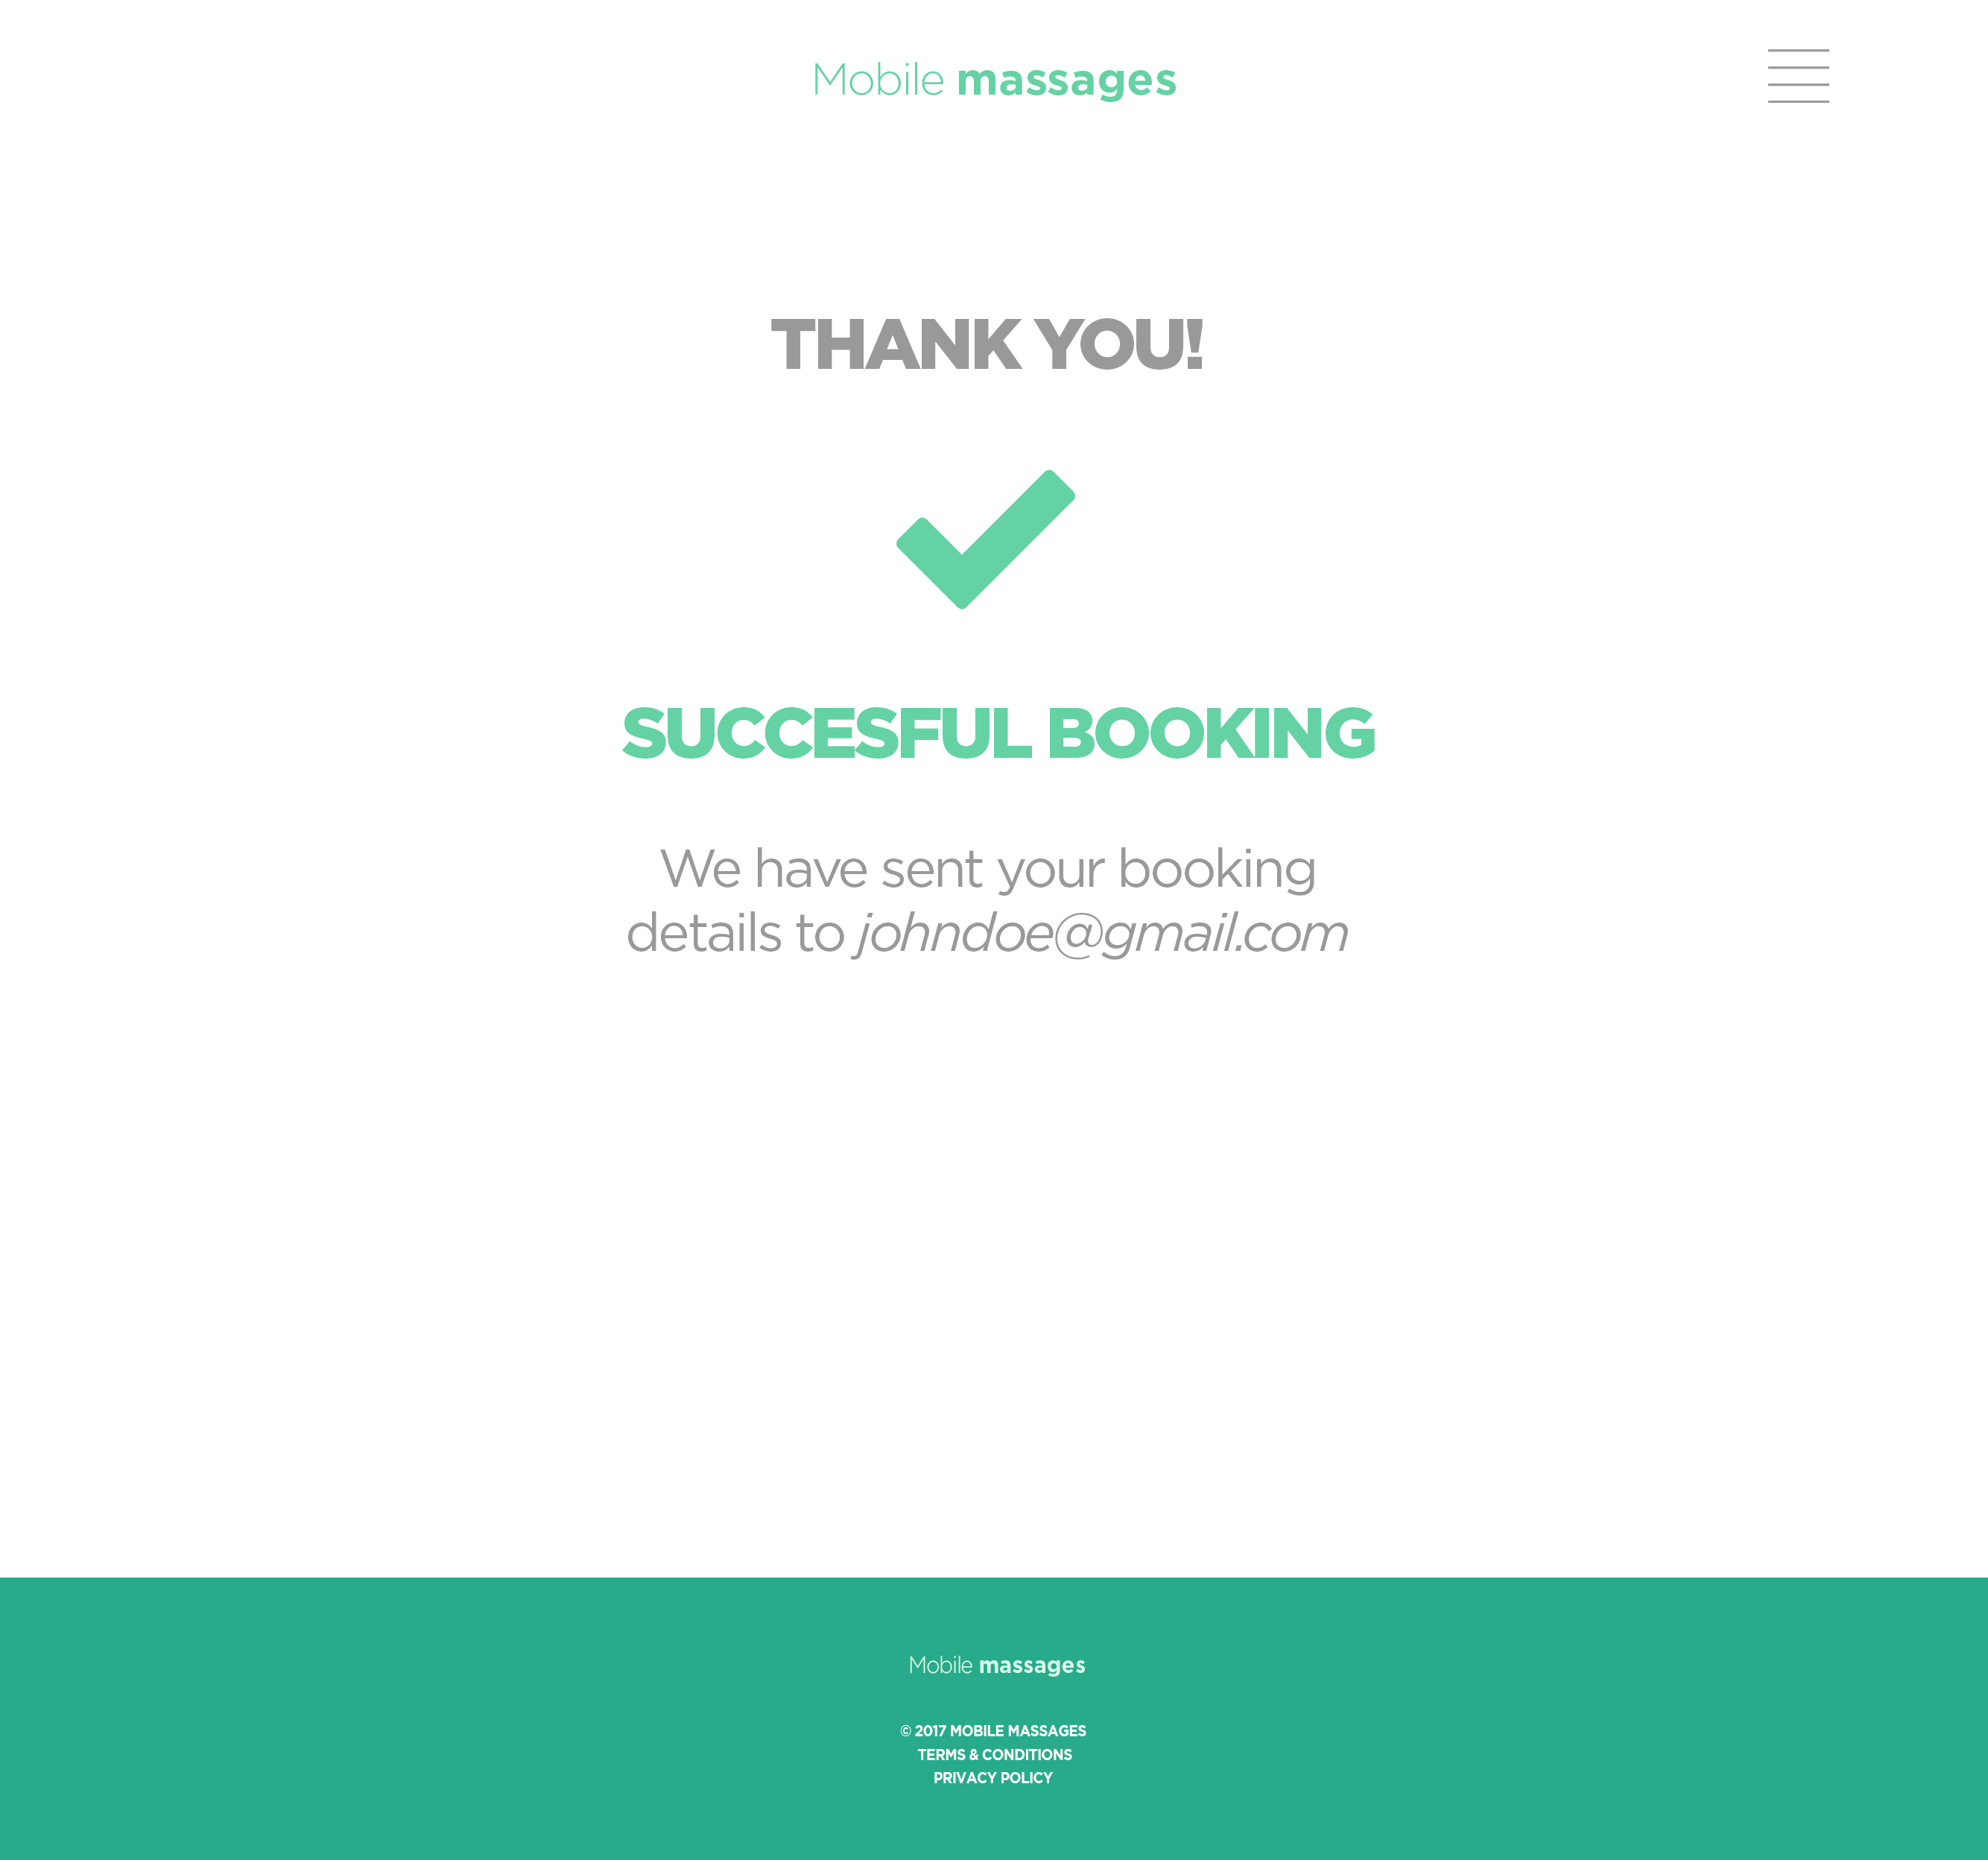 Mobile massages
THANK YOU!
SUCCESFUL BOOKING
We have sent your booking
details to johndoe@gmail.com
Mobile massages
© 2017 MOBILE MASSAGES
TERMS & CONDITIONS
PRIVACY POLICY